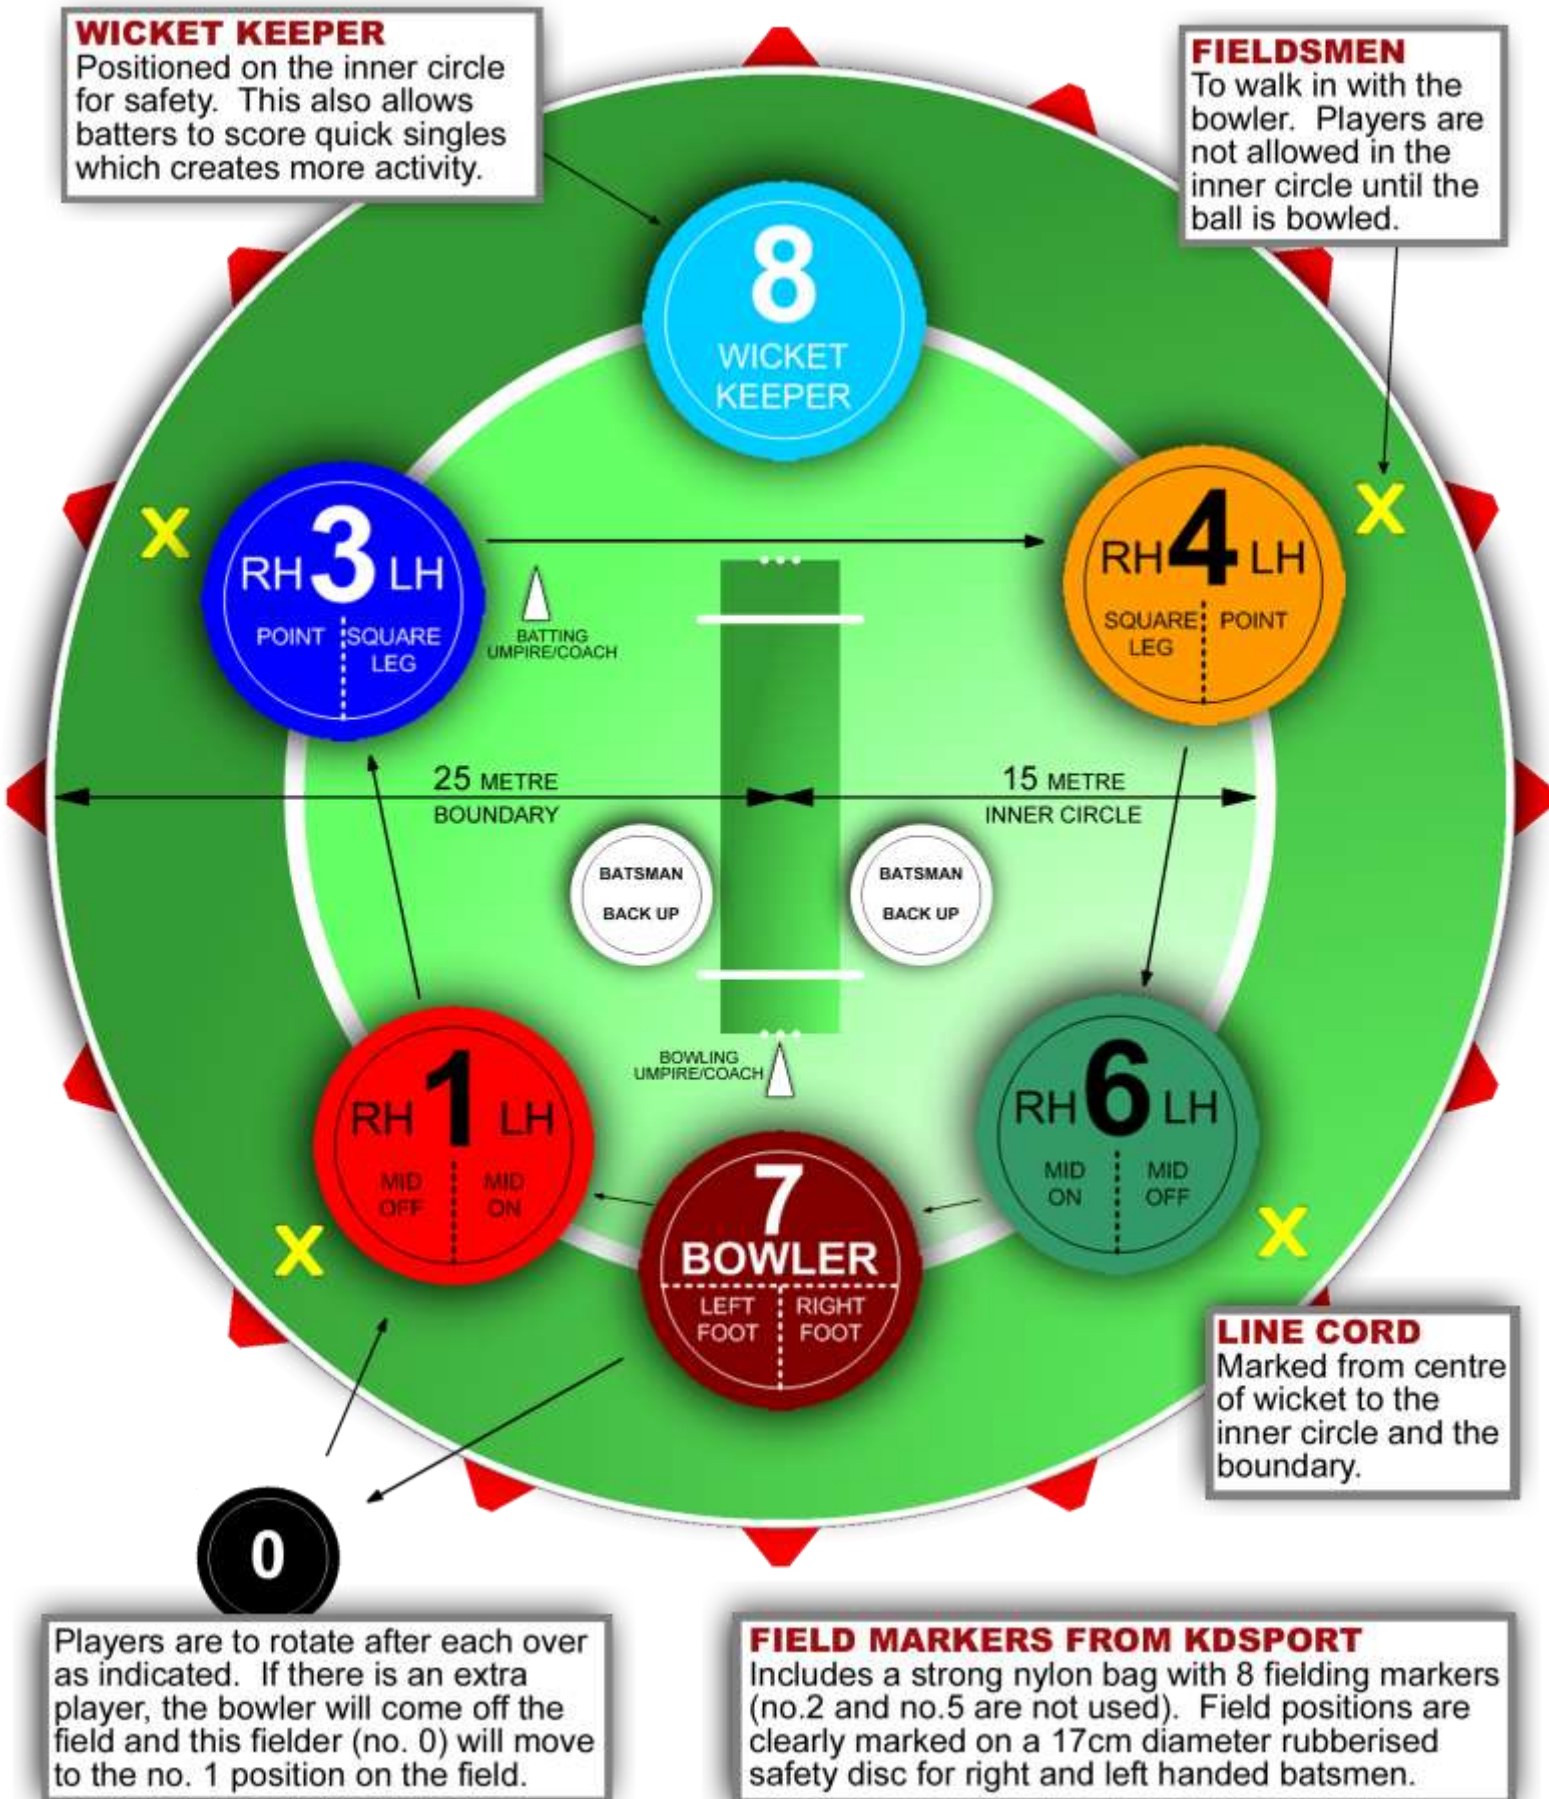 WICKET KEEPER
Positioned on the inner circle
for safety.  This also allows
batters to score quick singles
which creates more activity.
FIELDSMEN
To walk in with the
bowler.  Players are
not allowed in the
inner circle until the
ball is bowled.
8
WICKET
KEEPER
X
RH 3 LH
POINT SQUARE
LEG
BATTING
UMPIRE/COACH
RH 4 LH
SQUARE POINT
LEG
X
25 METRE
BOUNDARY
15 METRE
INNER CIRCLE
BATSMAN
BACK UP
BATSMAN
BACK UP
BOWLING
UMPIRE/COACH
RH 1 LH
MID MID
OFF ON
X
RH 6 LH
MID MID
ON OFF
X
7
BOWLER
LEFT RIGHT
FOOT FOOT
LINE CORD
Marked from centre
of wicket to the
inner circle and the
boundary.
0
Players are to rotate after each over
as indicated.  If there is an extra
player, the bowler will come off the
field and this fielder (no. 0) will move
to the no. 1 position on the field.
FIELD MARKERS FROM KDSPORT
Includes a strong nylon bag with 8 fielding markers
(no.2 and no.5 are not used).  Field positions are
clearly marked on a 17cm diameter rubberised
safety disc for right and left handed batsmen.